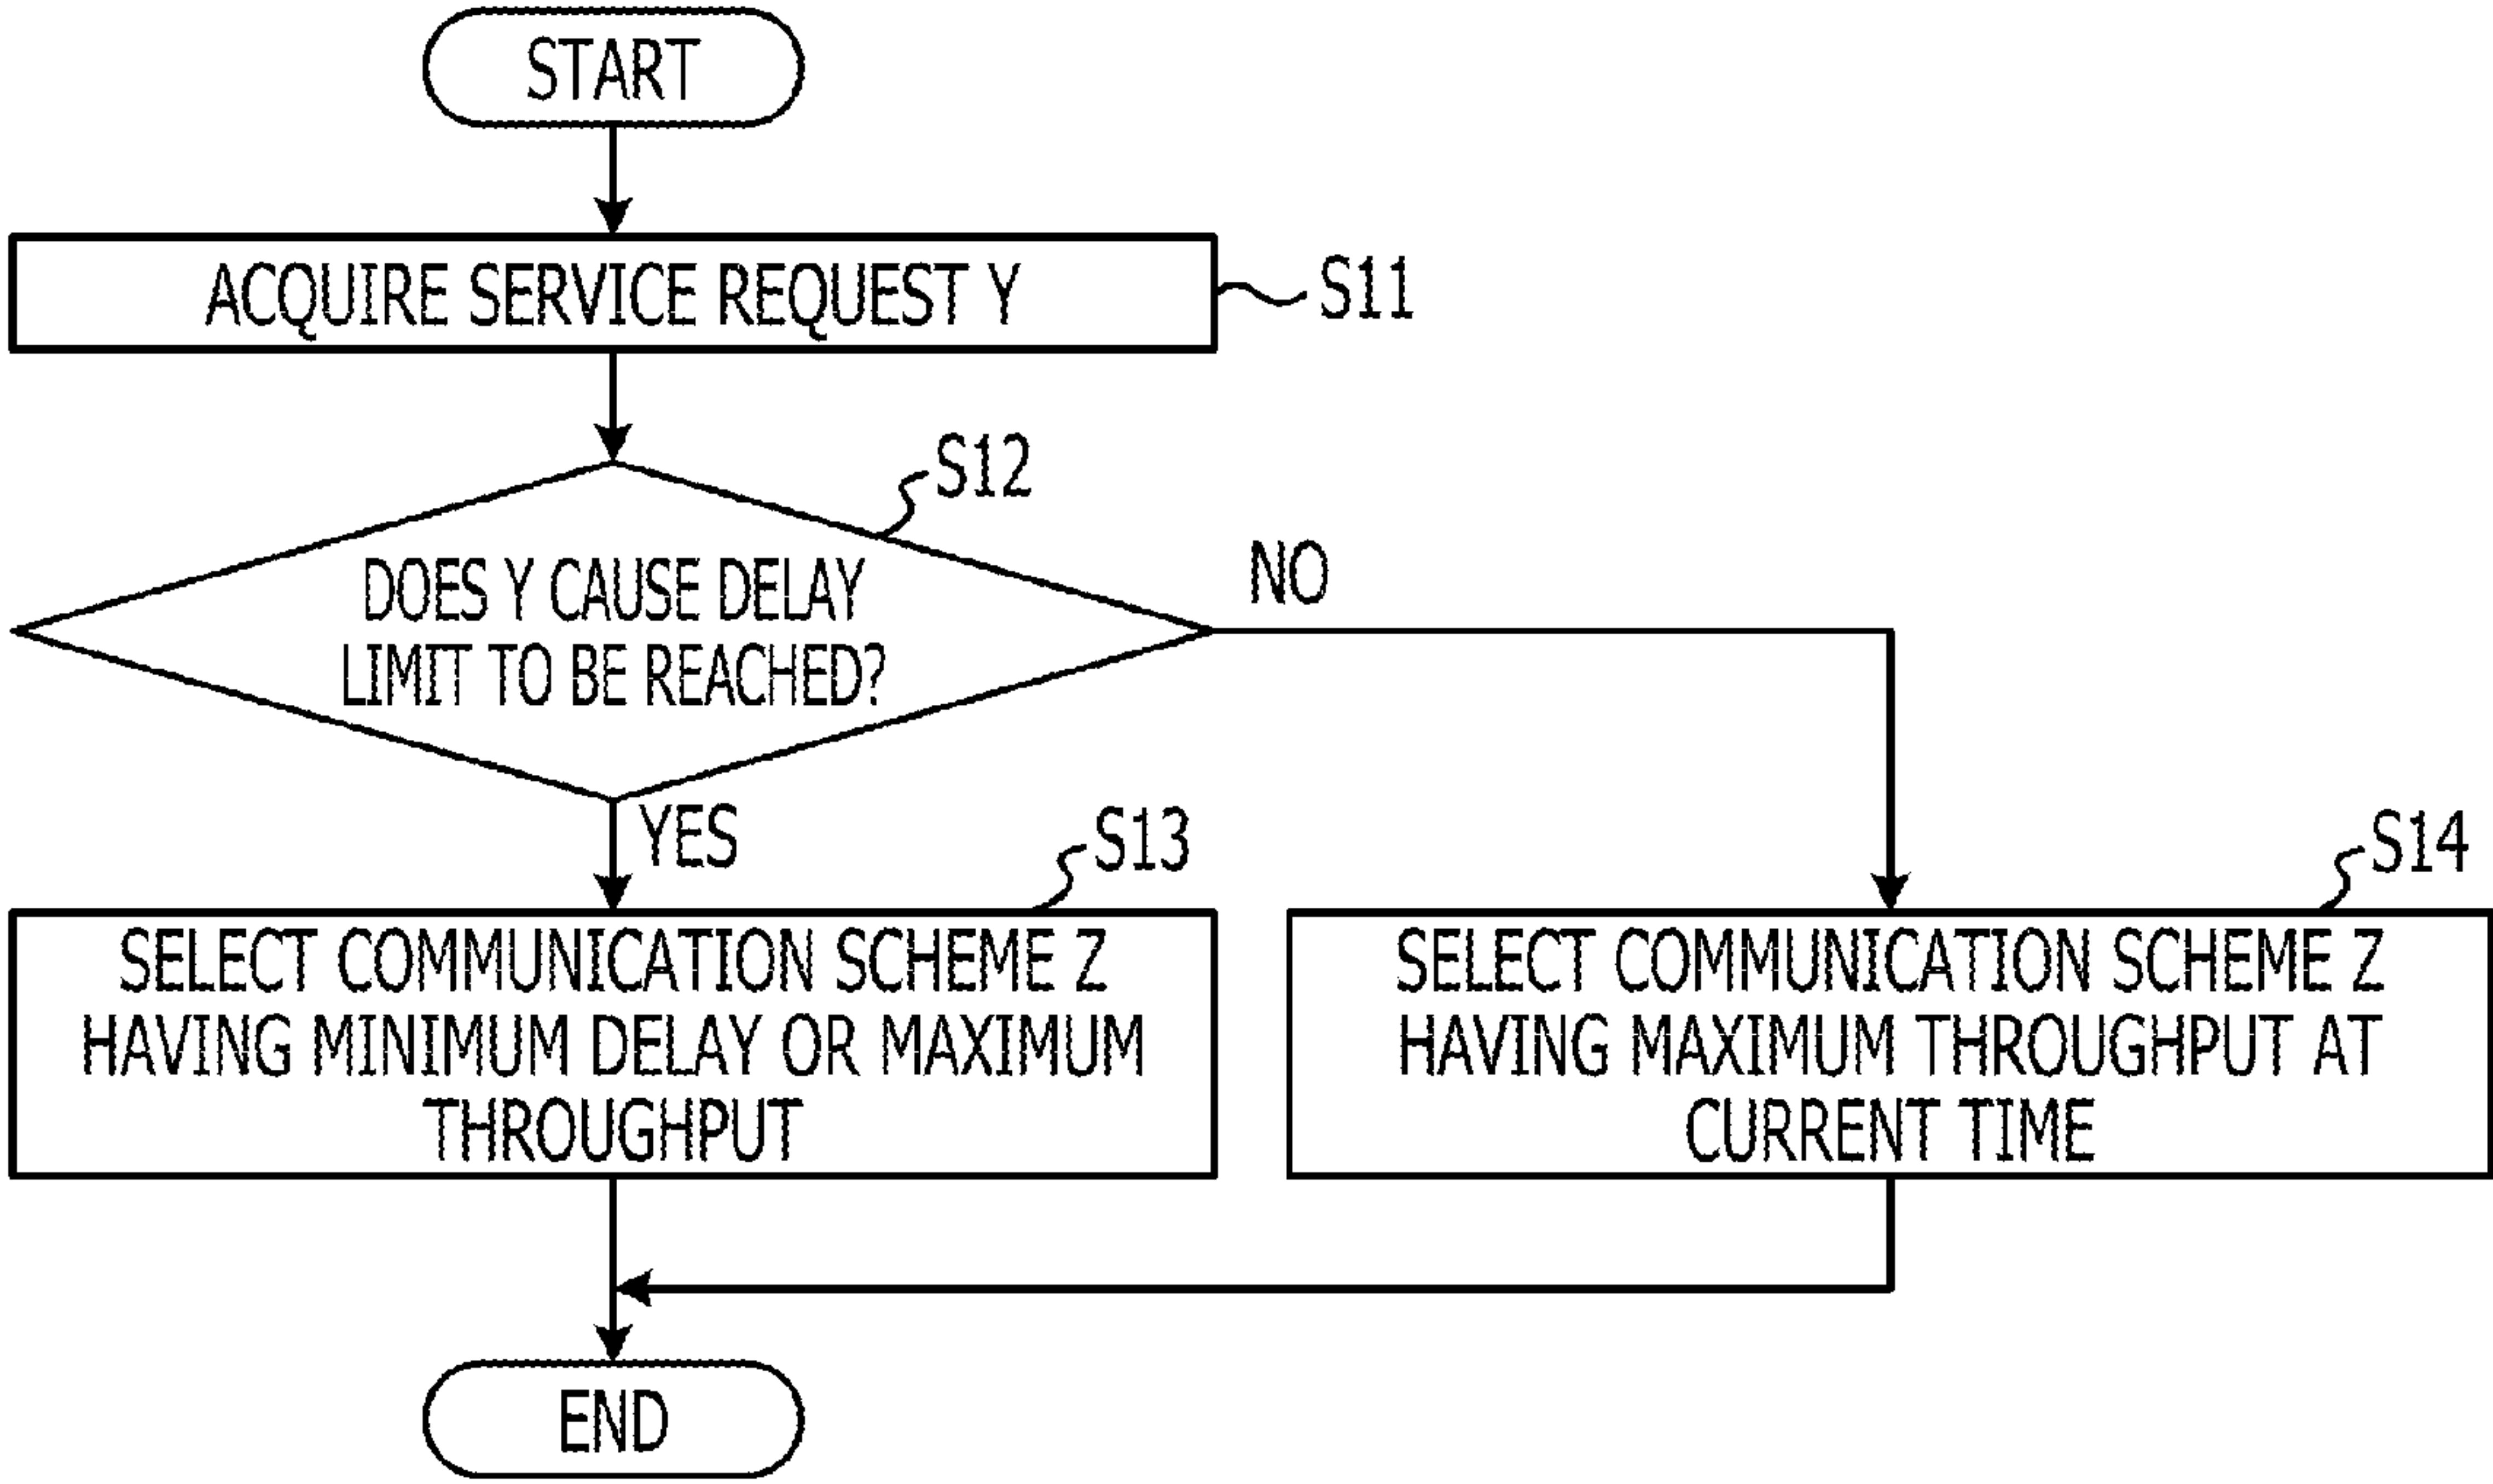 START
ACQUIRE SERVICE REQUEST Y
S11
S12
DOES Y CAUSE DELAY
LIMIT TO BE REACHED?
NO
YES
S13
SELECT COMMUNICATION SCHEME Z
HAVING MINIMUM DELAY OR MAXIMUM
THROUGHPUT
S14
SELECT COMMUNICATION SCHEME Z
HAVING MAXIMUM THROUGHPUT AT
CURRENT TIME
END